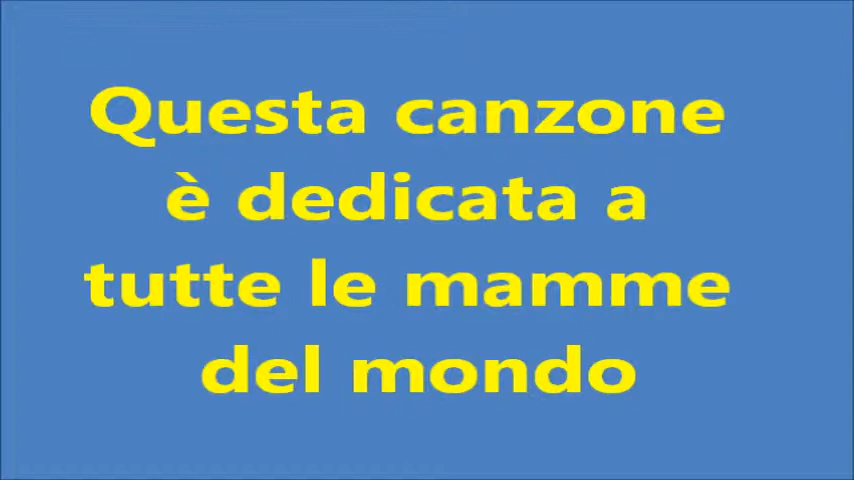 Questa canzone
è dedicata a
tutte le mamme
del mondo